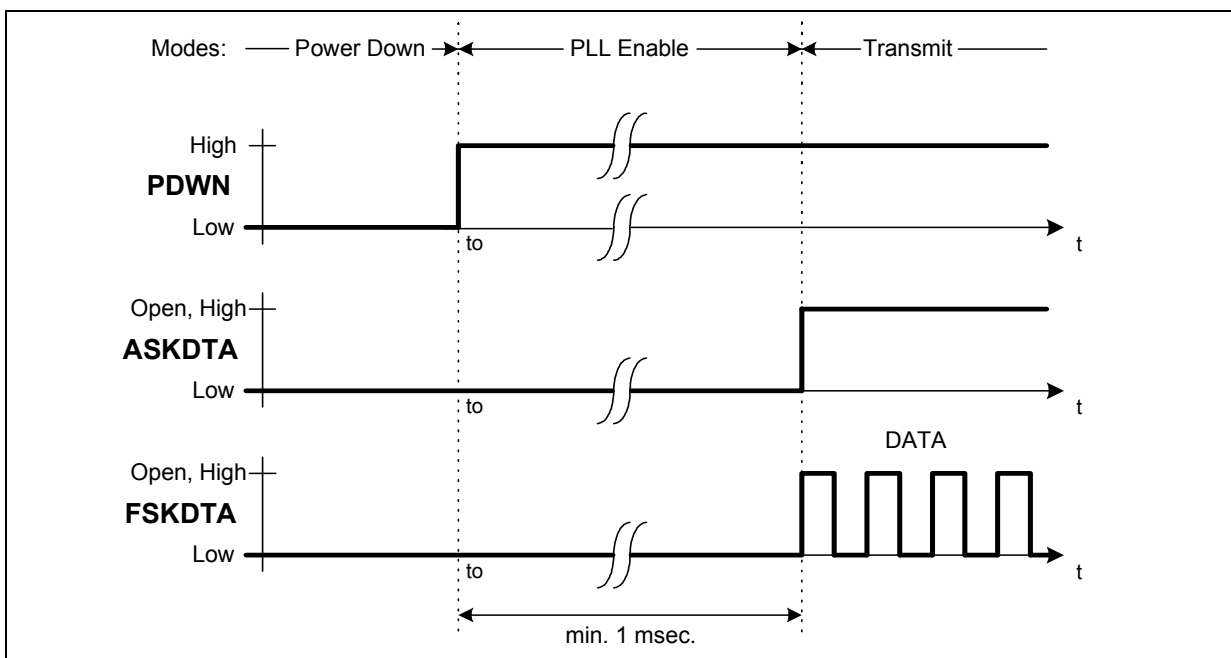 Modes: Power Down PLL Enable Transmit
High
PDWN
Low
to
t
Open, High
ASKDTA
Low
to
t
DATA
Open, High
FSKDTA
Low
to
t
min. 1 msec.